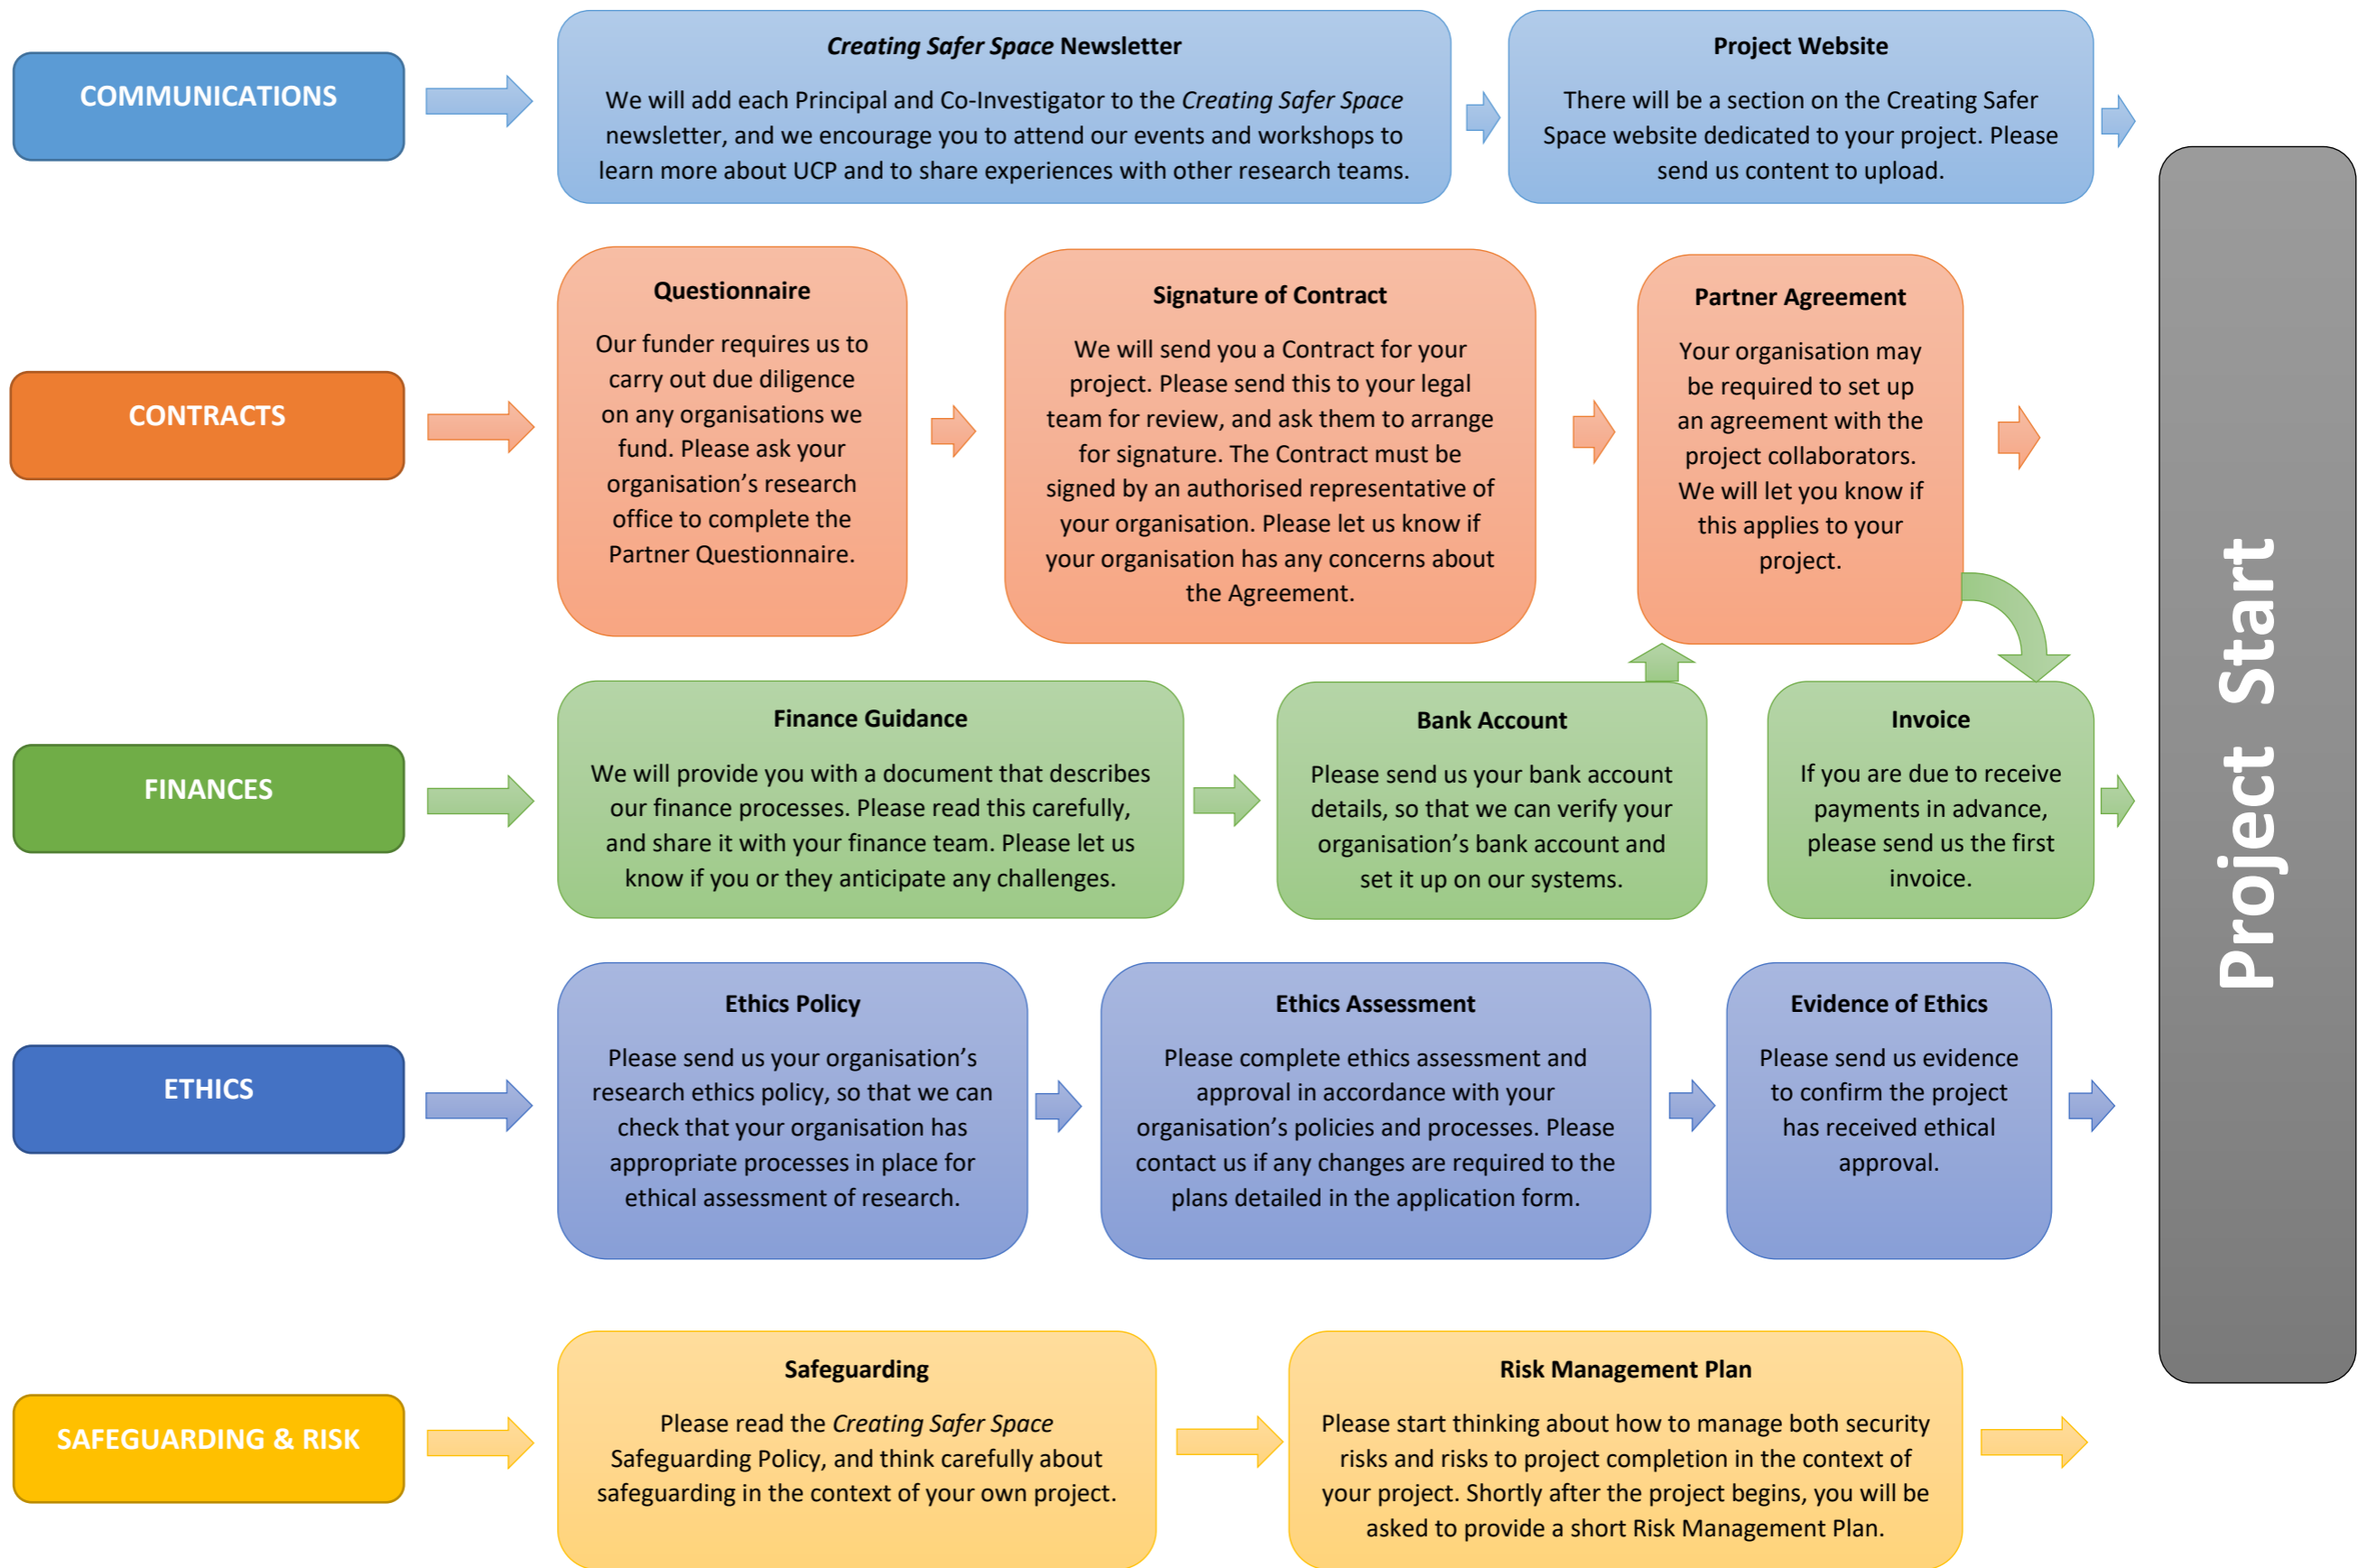 COMMUNICATIONS
Creating Safer Space Newsletter
We will add each Principal and Co-Investigator to the Creating Safer Space
newsletter, and we encourage you to attend our events and workshops to
learn more about UCP and to share experiences with other research teams.
Project Website
There will be a section on the Creating Safer
Space website dedicated to your project. Please
send us content to upload.
CONTRACTS
Questionnaire
Our funder requires us to
carry out due diligence
on any organisations we
fund. Please ask your
organisation's research
office to complete the
Partner Questionnaire.
Signature of Contract
We will send you a Contract for your
project. Please send this to your legal
team for review, and ask them to arrange
for signature. The Contract must be
signed by an authorised representative of
your organisation. Please let us know if
your organisation has any concerns about
the Agreement.
Partner Agreement
Your organisation may
be required to set up
an agreement with the
project collaborators.
We will let you know if
this applies to your
project.
FINANCES
Finance Guidance
We will provide you with a document that describes
our finance processes. Please read this carefully,
and share it with your finance team. Please let us
know if you or they anticipate any challenges.
Bank Account
Please send us your bank account
details, so that we can verify your
organisation's bank account and
set it up on our systems.
Invoice
If you are due to receive
payments in advance,
please send us the first
invoice.
ETHICS
Ethics Policy
Please send us your organisation's
research ethics policy, so that we can
check that your organisation has
appropriate processes in place for
ethical assessment of research.
Ethics Assessment
Please complete ethics assessment and
approval in accordance with your
organisation's policies and processes. Please
contact us if any changes are required to the
plans detailed in the application form.
Evidence of Ethics
Please send us evidence
to confirm the project
has received ethical
approval.
SAFEGUARDING & RISK
Safeguarding
Please read the Creating Safer Space
Safeguarding Policy, and think carefully about
safeguarding in the context of your own project.
Risk Management Plan
Please start thinking about how to manage both security
risks and risks to project completion in the context of
your project. Shortly after the project begins, you will be
asked to provide a short Risk Management Plan.
Project Start